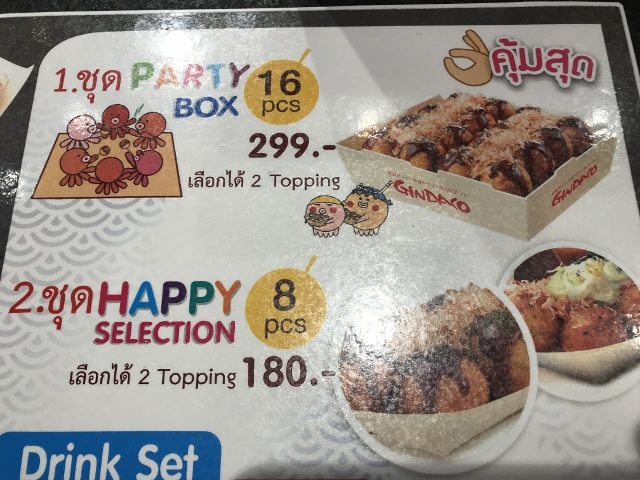 คุ้มสุด
1.ชุด PARTY BOX
16 pcs
299.-
เลือกได้ 2 Topping
GINDACO
2.ชุด HAPPY SELECTION
8 pcs
เลือกได้ 2 Topping 180.-
Drink Set